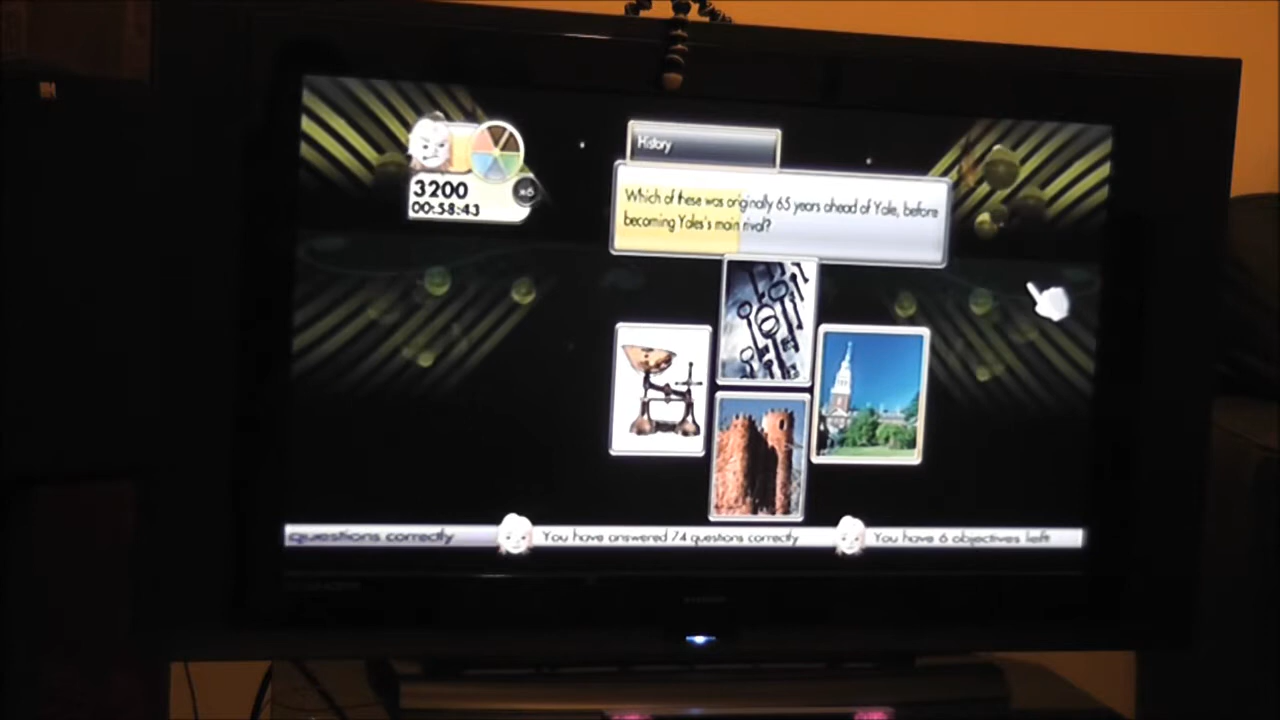 History
3200
x6
00:58:43
Which of these was originally 65 years ahead of Yale, before
becoming Yales's main rival?
questions correctly
You have answered 74 questions correctly
You have 6 objectives left